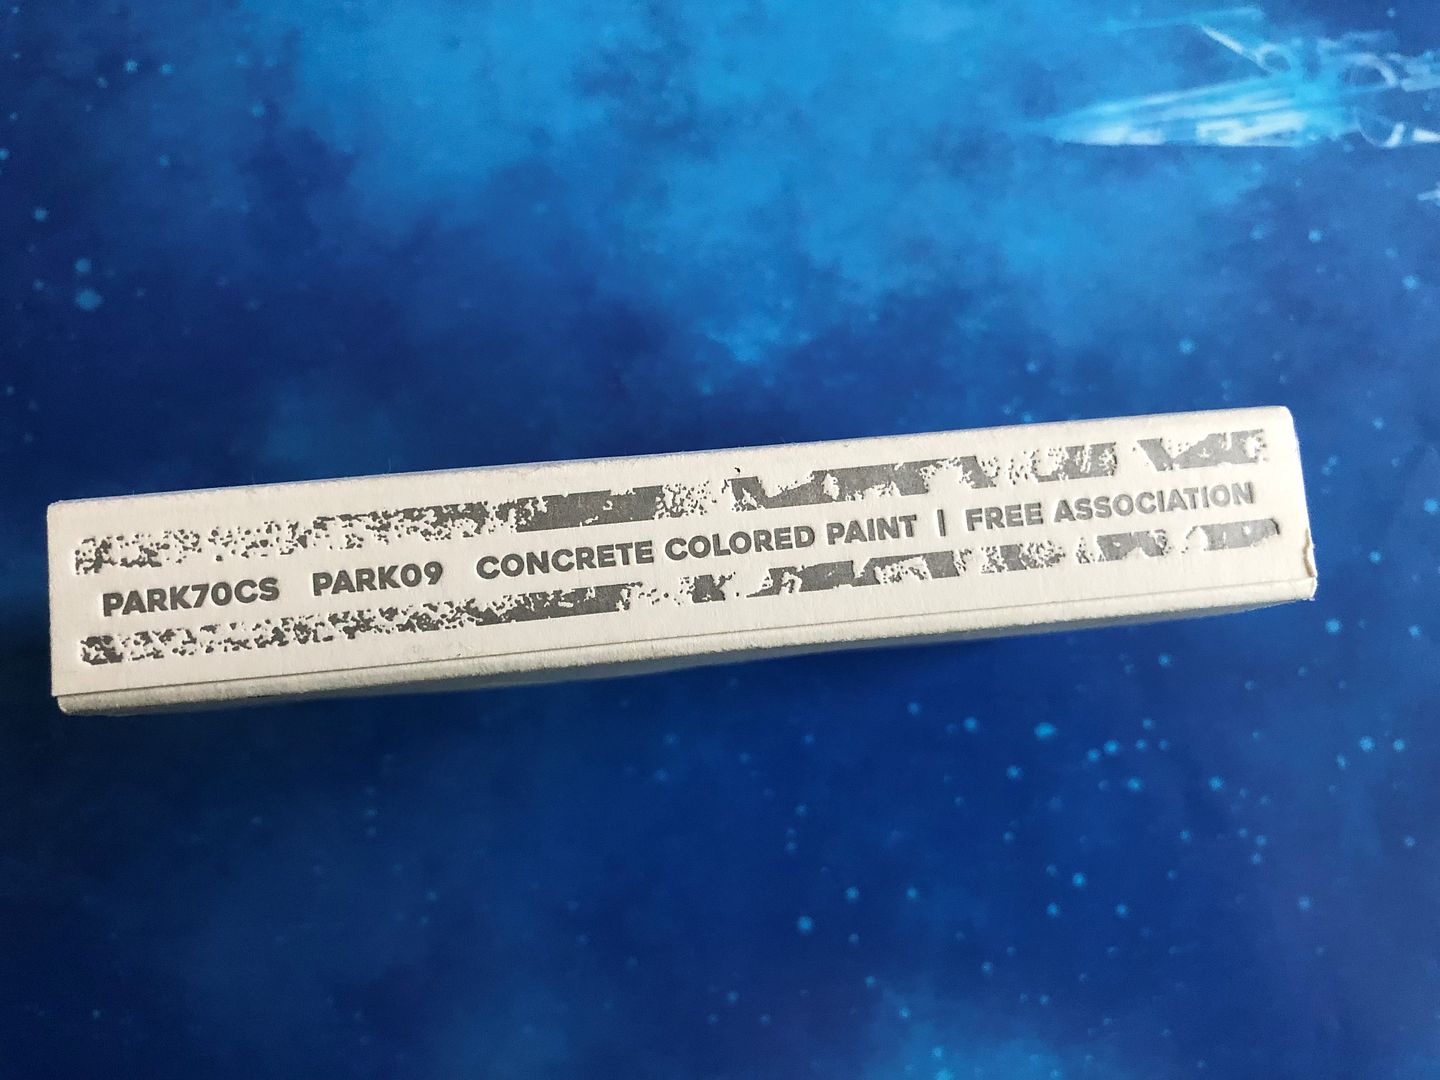 PARK70CS PARK09 CONCRETE COLORED PAINT | FREE ASSOCIATION